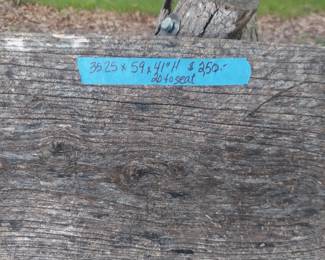 35.25 x 59 x 41" H $ 250.-
20 to seat